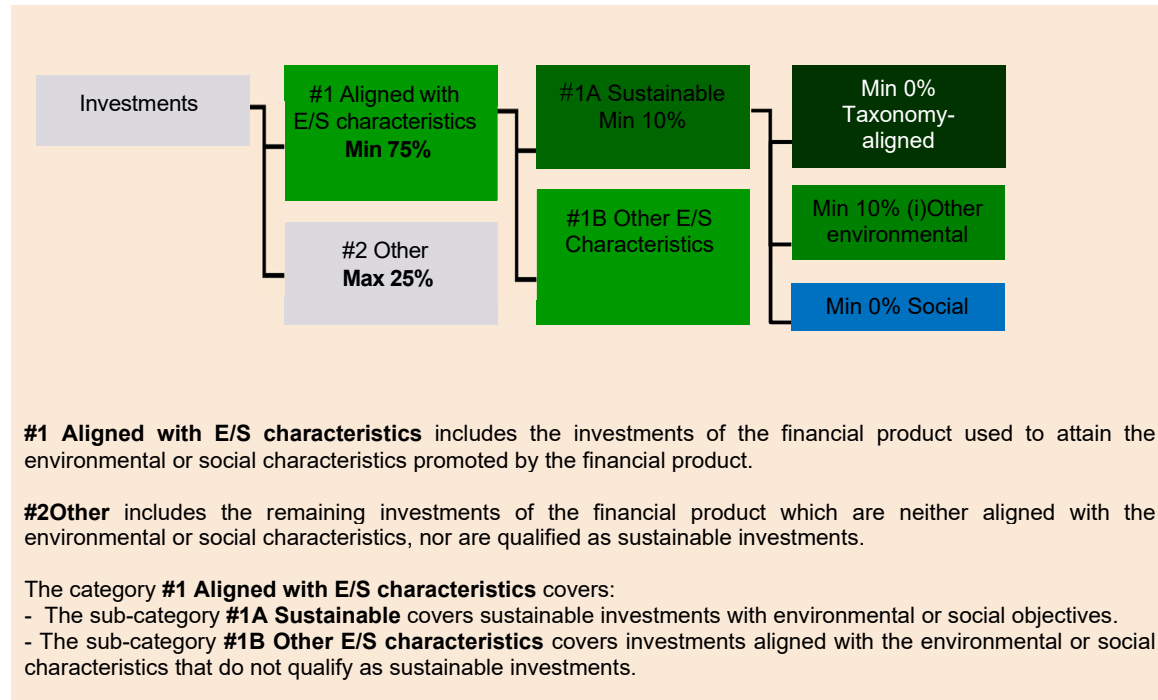 Investments
#1 Aligned with
E/S characteristics
Min 75%
#2 Other
Max 25%
#1A Sustainable
Min 10%
#1B Other E/S
Characteristics
Min 0%
Taxonomy-
aligned
Min 10% (i)Other
environmental
Min 0% Social
#1 Aligned with E/S characteristics includes the investments of the financial product used to attain the
environmental or social characteristics promoted by the financial product.
#2Other includes the remaining investments of the financial product which are neither aligned with the
environmental or social characteristics, nor are qualified as sustainable investments.
The category #1 Aligned with E/S characteristics covers:
- The sub-category #1A Sustainable covers sustainable investments with environmental or social objectives.
- The sub-category #1B Other E/S characteristics covers investments aligned with the environmental or social
characteristics that do not qualify as sustainable investments.